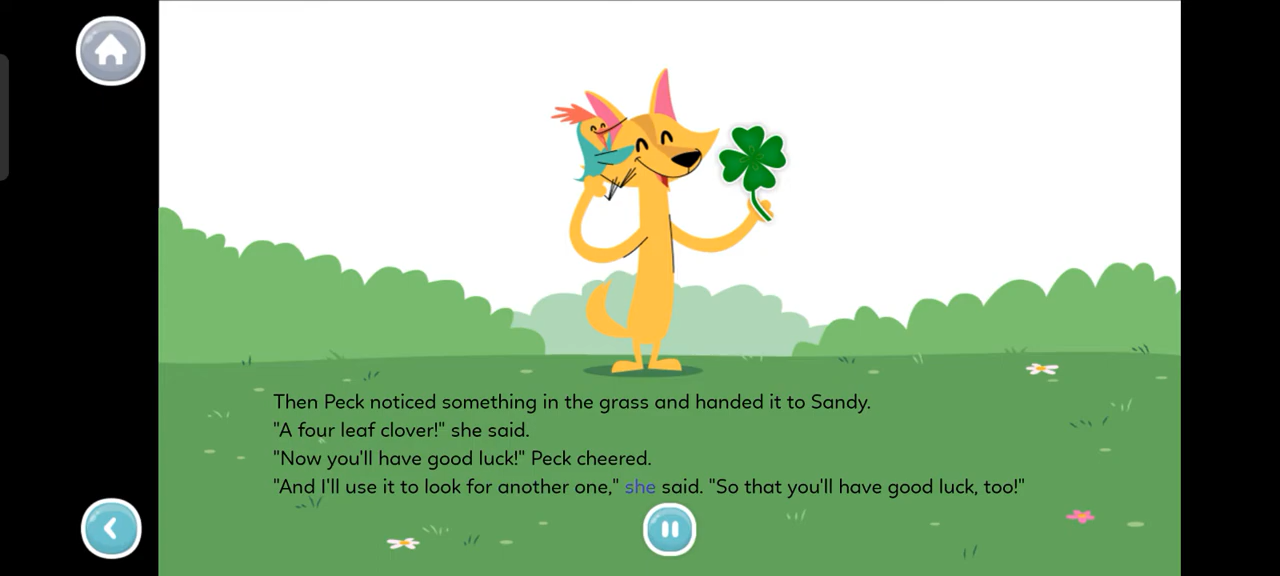 Then Peck noticed something in the grass and handed it to Sandy.
"A four leaf clover!" she said.
"Now you'll have good luck!" Peck cheered.
"And I'll use it to look for another one," she said. "So that you'll have good luck, too!"